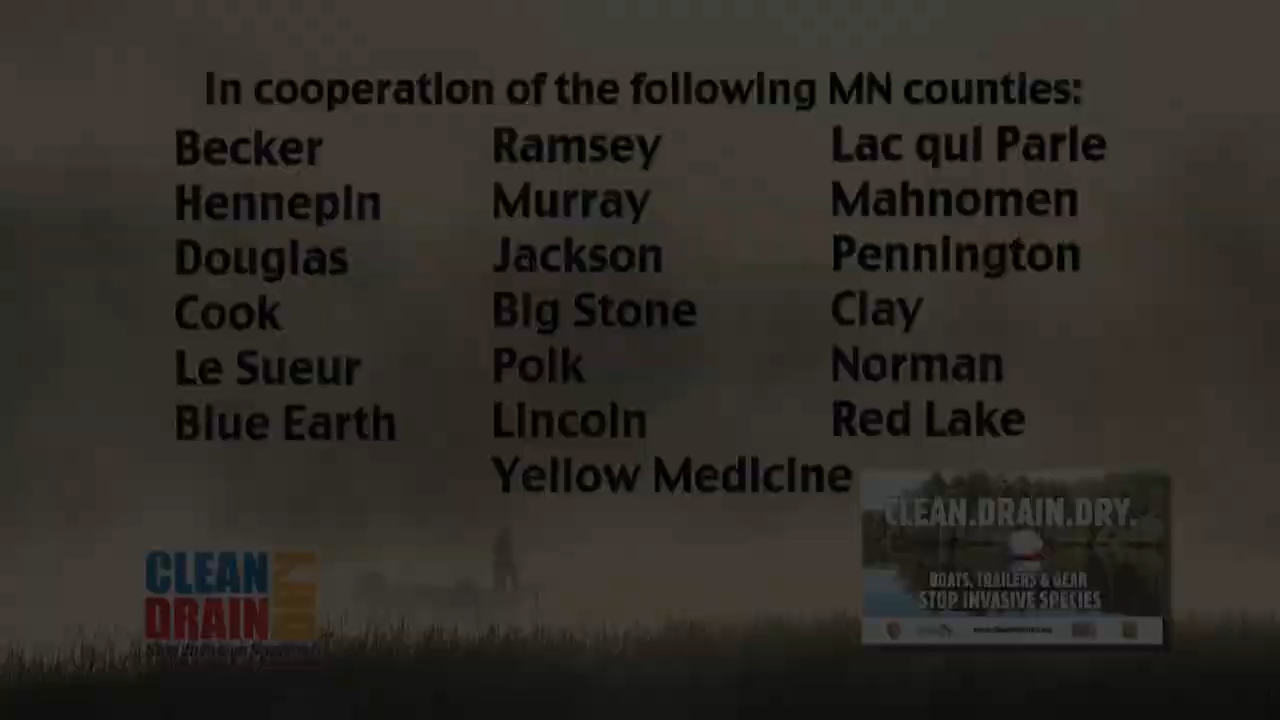 In cooperation of the following MN counties:
Becker
Hennepin
Douglas
Cook
Le Sueur
Blue Earth
Ramsey
Murray
Jackson
Big Stone
Polk
Lincoln
Yellow Medicine
Lac qui Parle
Mahnomen
Pennington
Clay
Norman
Red Lake
CLEAN
DRAIN
DRY
CLEAN.DRAIN.DRY.
BOATS, TRAILERS & GEAR
STOP INVASIVE SPECIES